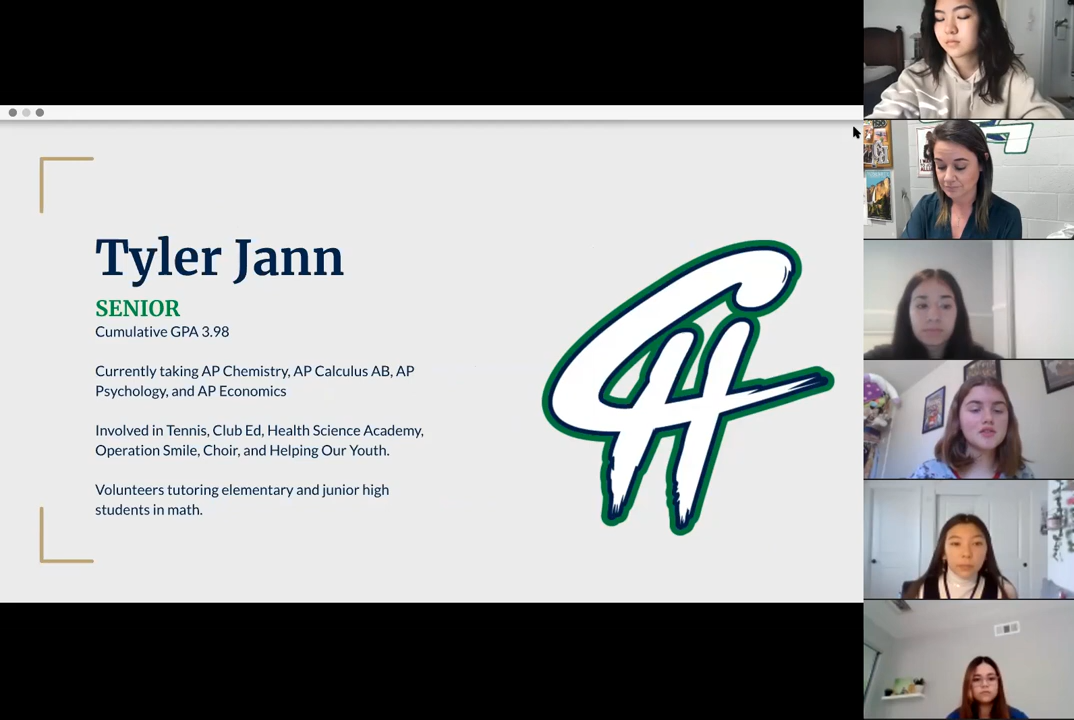 Tyler Jann
SENIOR
Cumulative GPA 3.98
Currently taking AP Chemistry, AP Calculus AB, AP
Psychology, and AP Economics
Involved in Tennis, Club Ed, Health Science Academy,
Operation Smile, Choir, and Helping Our Youth.
Volunteers tutoring elementary and junior high
students in math.
CH